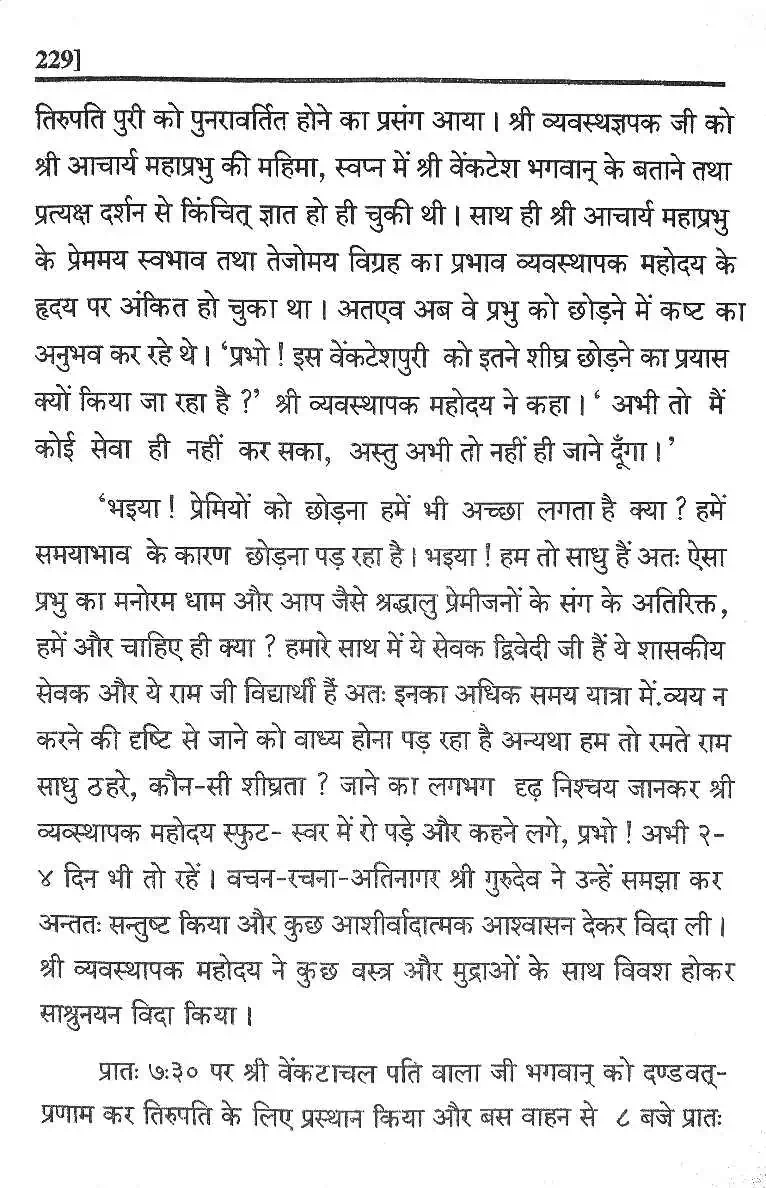 229]
तिरुपति पुरी को पुनरावर्तित होने का प्रसंग आया। श्री व्यवस्थज्ञपक जी को
श्री आचार्य महाप्रभु की महिमा, स्वप्न में श्री वेंकटेश भगवान् के बताने तथा
प्रत्यक्ष दर्शन से किंचित् ज्ञात हो ही चुकी थी। साथ ही श्री आचार्य महाप्रभु
के प्रेममय स्वभाव तथा तेजोमय विग्रह का प्रभाव व्यवस्थापक महोदय के
हृदय पर अंकित हो चुका था। अतएव अब वे प्रभु को छोड़ने में कष्ट का
अनुभव कर रहे थे। ‘प्रभो ! इस वेंकटेशपुरी को इतने शीघ्र छोड़ने का प्रयास
क्यों किया जा रहा है ?’ श्री व्यवस्थापक महोदय ने कहा। ‘ अभी तो मैं
कोई सेवा ही नहीं कर सका, अस्तु अभी तो नहीं ही जाने दूँगा।’
‘भइया ! प्रेमियों को छोड़ना हमें भी अच्छा लगता है क्या ? हमें
समयाभाव के कारण छोड़ना पड़ रहा है। भइया ! हम तो साधु हैं अतः ऐसा
प्रभु का मनोरम धाम और आप जैसे श्रद्धालु प्रेमीजनों के संग के अतिरिक्त,
हमें और चाहिए ही क्या ? हमारे साथ में ये सेवक द्विवेदी जी हैं ये शासकीय
सेवक और ये राम जी विद्यार्थी हैं अतः इनका अधिक समय यात्रा में.व्यय न
करने की दृष्टि से जाने को वाध्य होना पड़ रहा है अन्यथा हम तो रमते राम
साधु ठहरे, कौन-सी शीघ्रता ? जाने का लगभग दृढ़ निश्चय जानकर श्री
व्यव्स्थापक महोदय स्फुट- स्वर में रो पड़े और कहने लगे, प्रभो ! अभी २-
४ दिन भी तो रहें। वचन-रचना-अतिनागर श्री गुरुदेव ने उन्हें समझा कर
अन्ततः सन्तुष्ट किया और कुछ आशीर्वादात्मक आश्वासन देकर विदा ली।
श्री व्यवस्थापक महोदय ने कुछ वस्त्र और मुद्राओं के साथ विवश होकर
साश्रुनयन विदा किया।
प्रातः ७:३० पर श्री वेंकटाचल पति वाला जी भगवान् को दण्डवत्-
प्रणाम कर तिरुपति के लिए प्रस्थान किया और बस वाहन से ८ बजे प्रातः